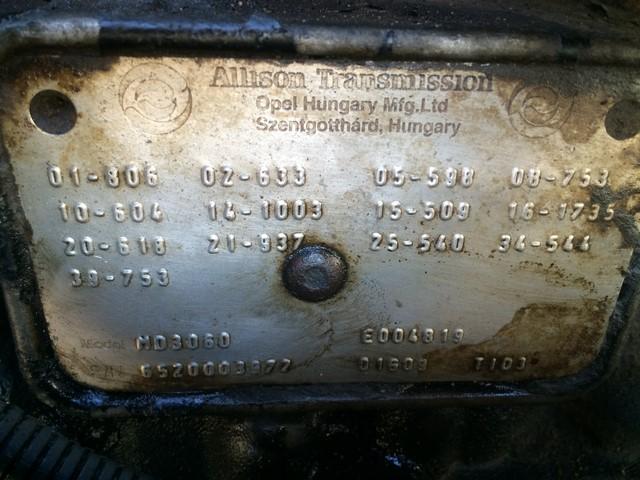 Allison Transmission
Opel Hungary Mfg.Ltd
Szentgotthárd, Hungary
01-806 02-633 05-598 08-753
10-604 14-1003 15-509 16-1735
20-618 21-937 25-540 34-544
39-753
Model MD3060 E004819
S/N 6520003977 T103